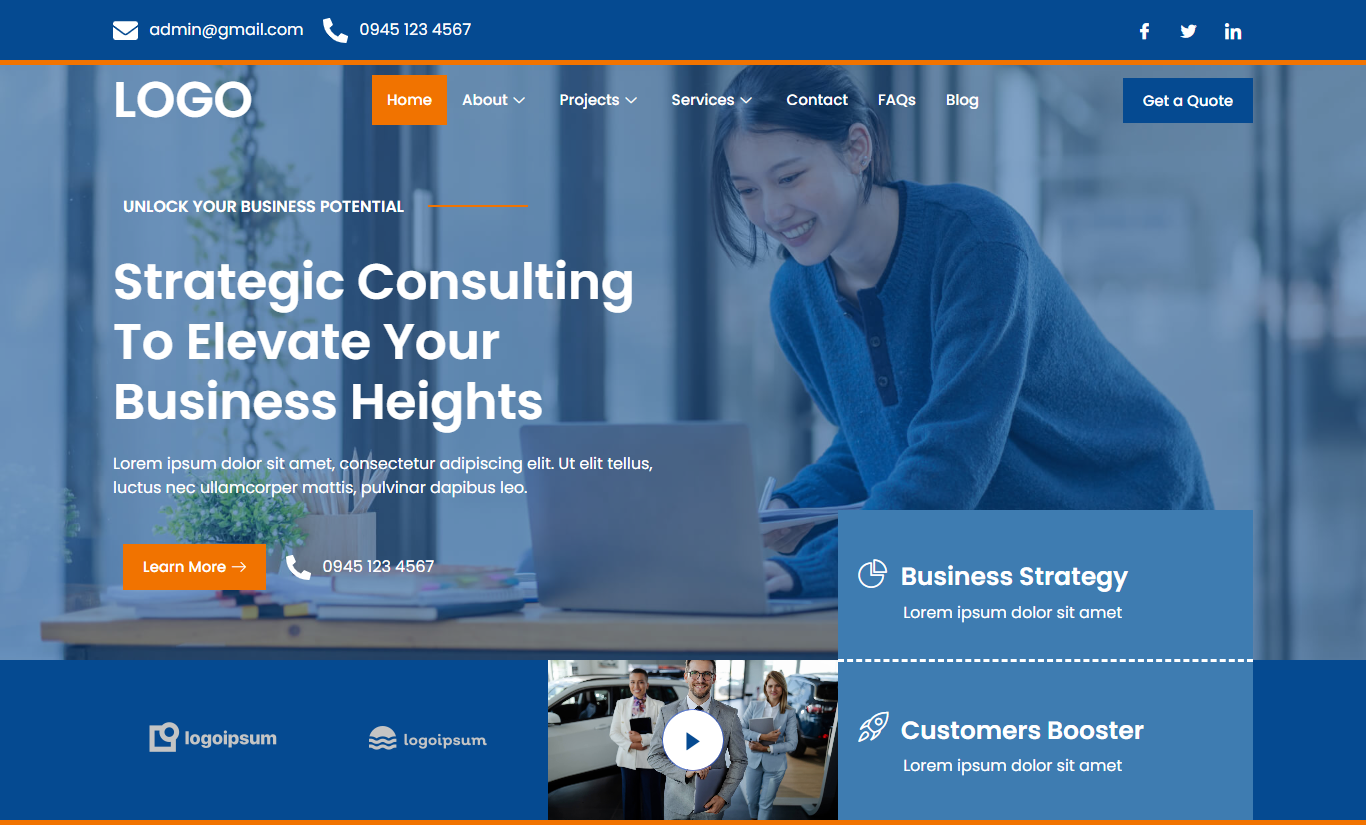 admin@gmail.com 0945 123 4567
LOGO Home About Projects Services Contact FAQs Blog Get a Quote
UNLOCK YOUR BUSINESS POTENTIAL
Strategic Consulting
To Elevate Your
Business Heights
Lorem ipsum dolor sit amet, consectetur adipiscing elit. Ut elit tellus,
luctus nec ullamcorper mattis, pulvinar dapibus leo.
Learn More 0945 123 4567
Business Strategy
Lorem ipsum dolor sit amet
logoipsum logoipsum
Customers Booster
Lorem ipsum dolor sit amet